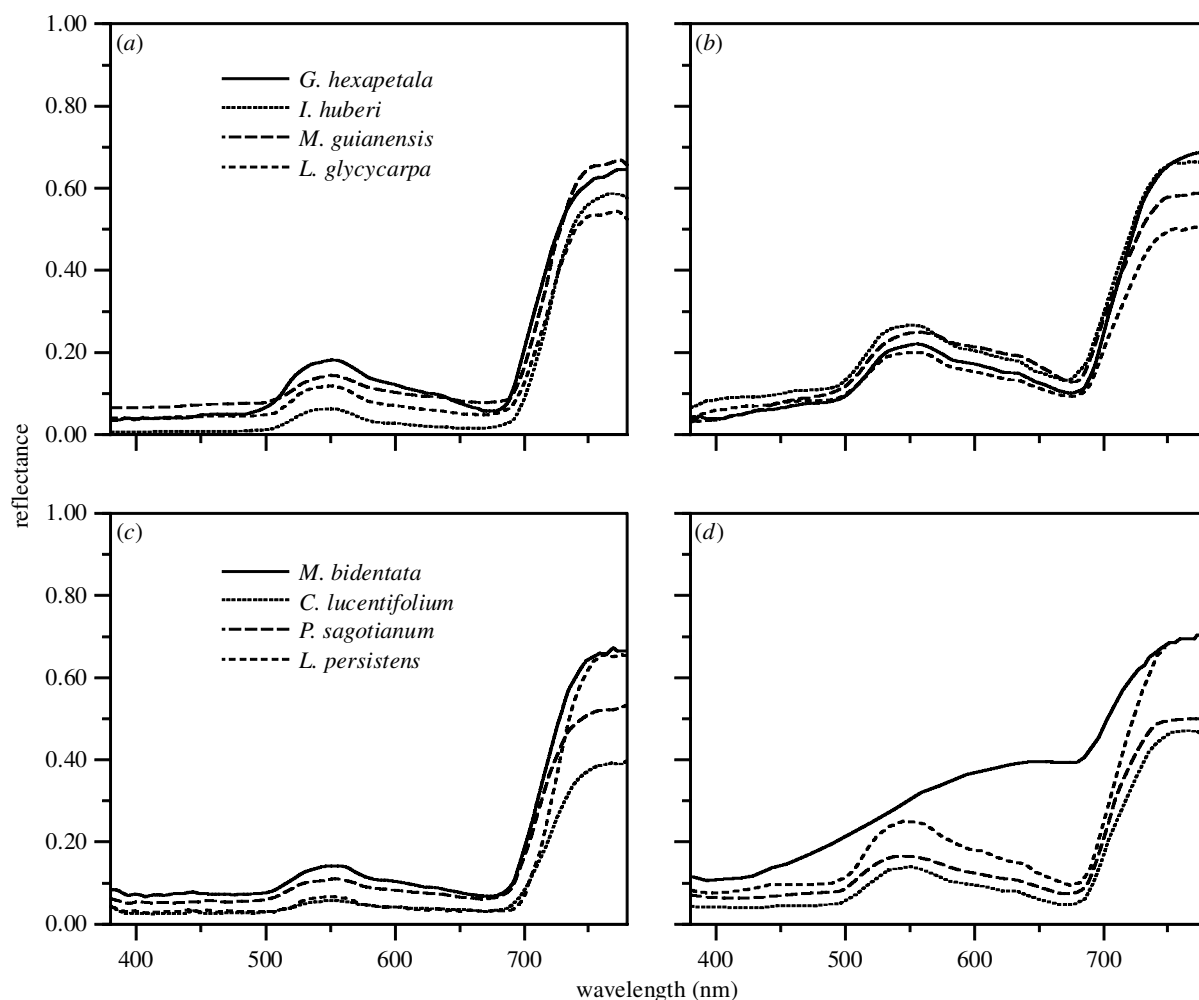 1.00
0.80
0.60
0.40
0.20
0.00
(a)
G. hexapetala
I. huberi
M. guianensis
L. glycycarpa
(b)
reflectance
1.00
0.80
0.60
0.40
0.20
0.00
(c)
M. bidentata
C. lucentifolium
P. sagotianum
L. persistens
(d)
400 500 600 700
400 500 600 700
wavelength (nm)